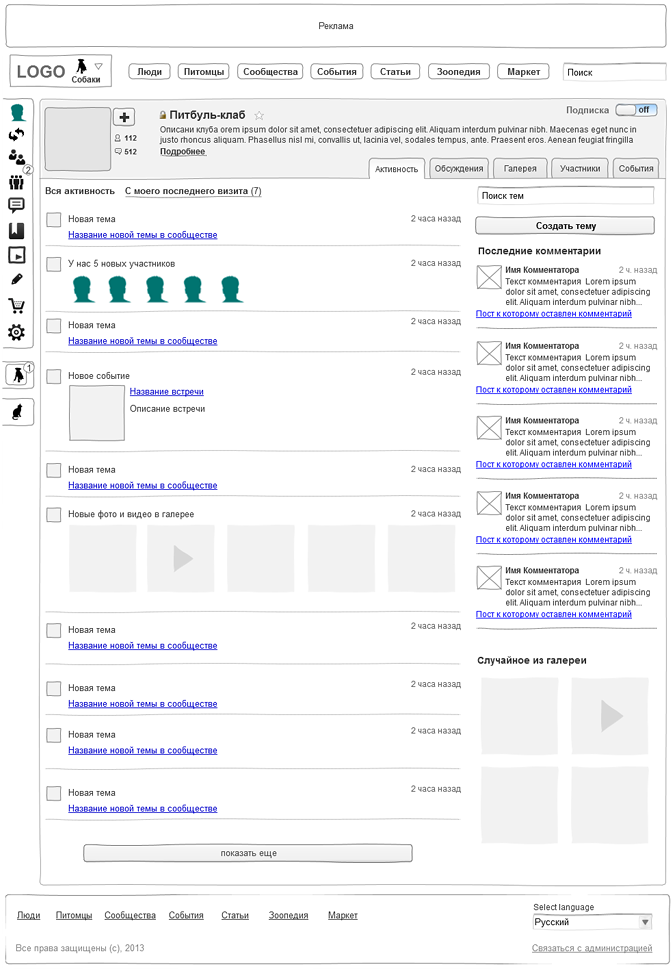 Реклама
LOGO
Собаки
Люди
Питомцы
Сообщества
События
Статьи
Зоопедия
Маркет
Поиск
2
1
112
512
Питбуль-клаб
Подписка
off
Описани клуба orem ipsum dolor sit amet, consectetuer adipiscing elit. Aliquam interdum pulvinar nibh. Maecenas eget nunc in
justo rhoncus aliquam. Phasellus nisl mi, convallis ut, lacinia vel, sodales tempus, ante. Praesent eros. Aenean feugiat fringilla
Подробнее
Активность
Обсуждения
Галерея
Участники
События
Вся активность
С моего последнего визита (7)
Новая тема
2 часа назад
Название новой темы в сообществе
У нас 5 новых участников
2 часа назад
Новая тема
2 часа назад
Название новой темы в сообществе
Новое событие
2 часа назад
Название встречи
Описание встречи
Новая тема
2 часа назад
Название новой темы в сообществе
Новые фото и видео в галерее
2 часа назад
Новая тема
2 часа назад
Название новой темы в сообществе
Новая тема
2 часа назад
Название новой темы в сообществе
Новая тема
2 часа назад
Название новой темы в сообществе
Новая тема
2 часа назад
Название новой темы в сообществе
показать еще
Поиск тем
Создать тему
Последние комментарии
Имя Комментатора
2 ч. назад
Текст комментария Lorem ipsum
dolor sit amet, consectetuer adipiscing
elit. Aliquam interdum pulvinar nibh...
Пост к которому оставлен комментарий
Имя Комментатора
2 ч. назад
Текст комментария Lorem ipsum
dolor sit amet, consectetuer adipiscing
elit. Aliquam interdum pulvinar nibh...
Пост к которому оставлен комментарий
Имя Комментатора
2 ч. назад
Текст комментария Lorem ipsum
dolor sit amet, consectetuer adipiscing
elit. Aliquam interdum pulvinar nibh...
Пост к которому оставлен комментарий
Имя Комментатора
2 ч. назад
Текст комментария Lorem ipsum
dolor sit amet, consectetuer adipiscing
elit. Aliquam interdum pulvinar nibh...
Пост к которому оставлен комментарий
Имя Комментатора
2 ч. назад
Текст комментария Lorem ipsum
dolor sit amet, consectetuer adipiscing
elit. Aliquam interdum pulvinar nibh...
Пост к которому оставлен комментарий
Случайное из галереи
Люди
Питомцы
Сообщества
События
Статьи
Зоопедия
Маркет
Select language
Русский
Все права защищены (с), 2013
Связаться с администрацией